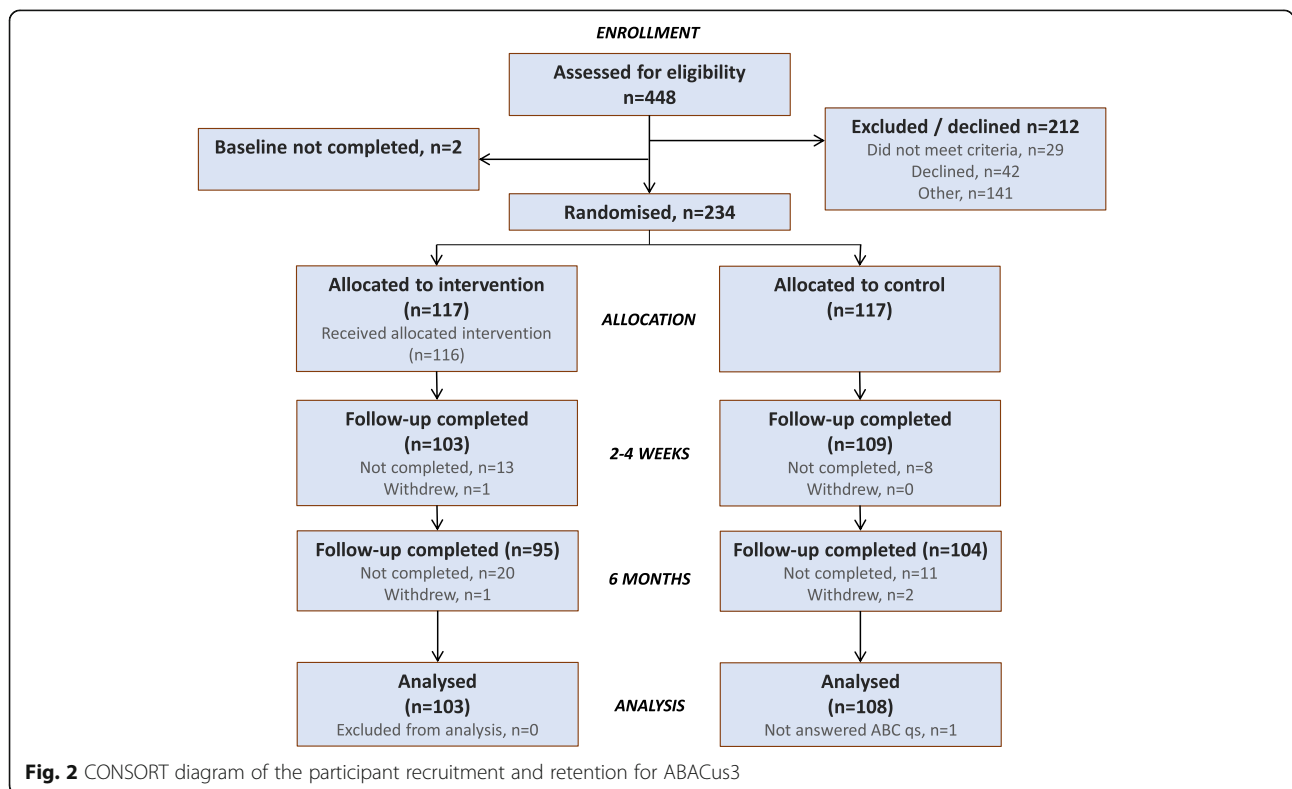 ENROLLMENT
Assessed for eligibility
n=448
Baseline not completed, n=2
Excluded / declined n=212
Did not meet criteria, n=29
Declined, n=42
Other, n=141
Randomised, n=234
Allocated to intervention
(n=117)
Received allocated intervention
(n=116)
ALLOCATION
Allocated to control
(n=117)
Follow-up completed
(n=103)
Not completed, n=13
Withdrew, n=1
2-4 WEEKS
Follow-up completed
(n=109)
Not completed, n=8
Withdrew, n=0
Follow-up completed (n=95)
Not completed, n=20
Withdrew, n=1
6 MONTHS
Follow-up completed (n=104)
Not completed, n=11
Withdrew, n=2
Analysed
(n=103)
Excluded from analysis, n=0
ANALYSIS
Analysed
(n=108)
Not answered ABC qs, n=1
Fig. 2 CONSORT diagram of the participant recruitment and retention for ABACus3